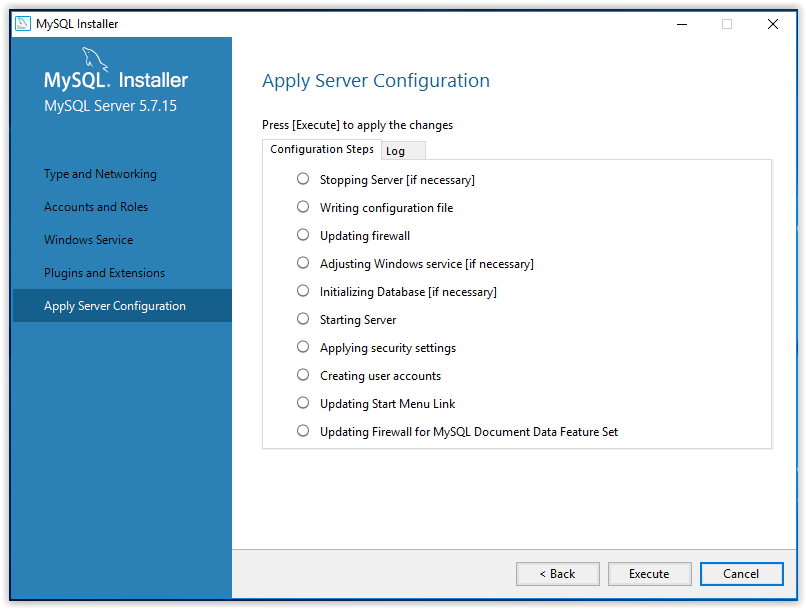 MySQL Installer
MySQL. Installer
MySQL Server 5.7.15
Type and Networking
Accounts and Roles
Windows Service
Plugins and Extensions
Apply Server Configuration
Apply Server Configuration
Press [Execute] to apply the changes
Configuration Steps Log
Stopping Server [if necessary]
Writing configuration file
Updating firewall
Adjusting Windows service [if necessary]
Initializing Database [if necessary]
Starting Server
Applying security settings
Creating user accounts
Updating Start Menu Link
Updating Firewall for MySQL Document Data Feature Set
< Back Execute Cancel